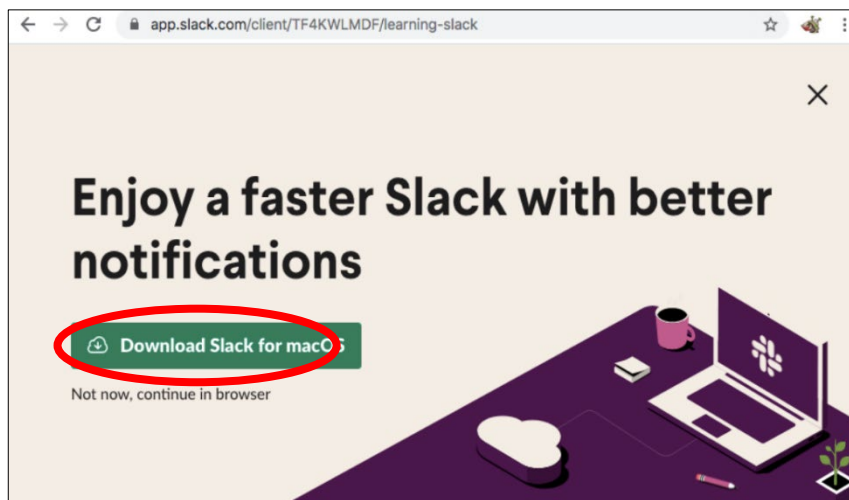 app.slack.com/client/TF4KWLMDF/learning-slack
Enjoy a faster Slack with better
notifications
Download Slack for macOS
Not now, continue in browser